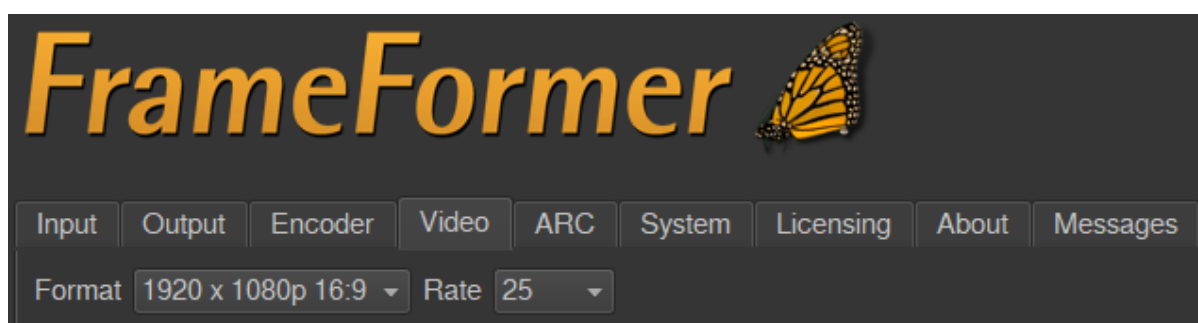 FrameFormer
Input Output Encoder Video ARC System Licensing About Messages
Format 1920 x 1080p 16:9 Rate 25